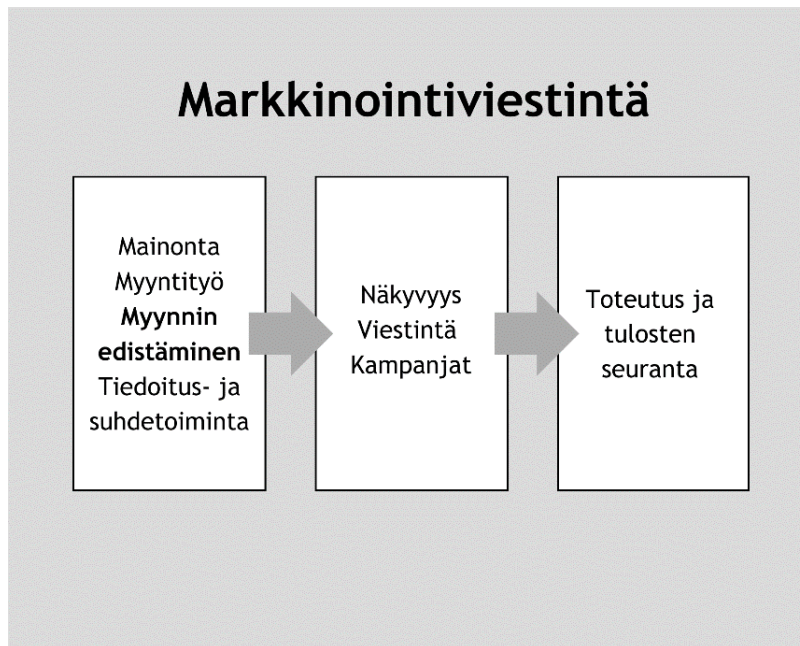 Markkinointiviestintä
Mainonta
Myyntityö
Myynnin
edistäminen
Tiedoitus- ja
suhdetoiminta
Näkyvyys
Viestintä
Kampanjat
Toteutus ja
tulosten
seuranta